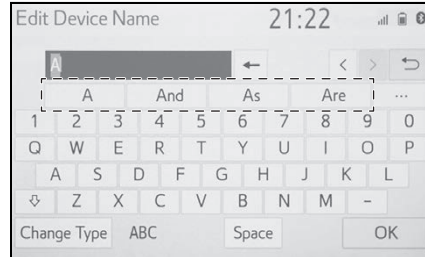 Edit Device Name 21:22
A
A And As Are ...
1 2 3 4 5 6 7 8 9 0
Q W E R T Y U I O P
A S D F G H J K L
Z X C V B N M -
Change Type ABC Space OK